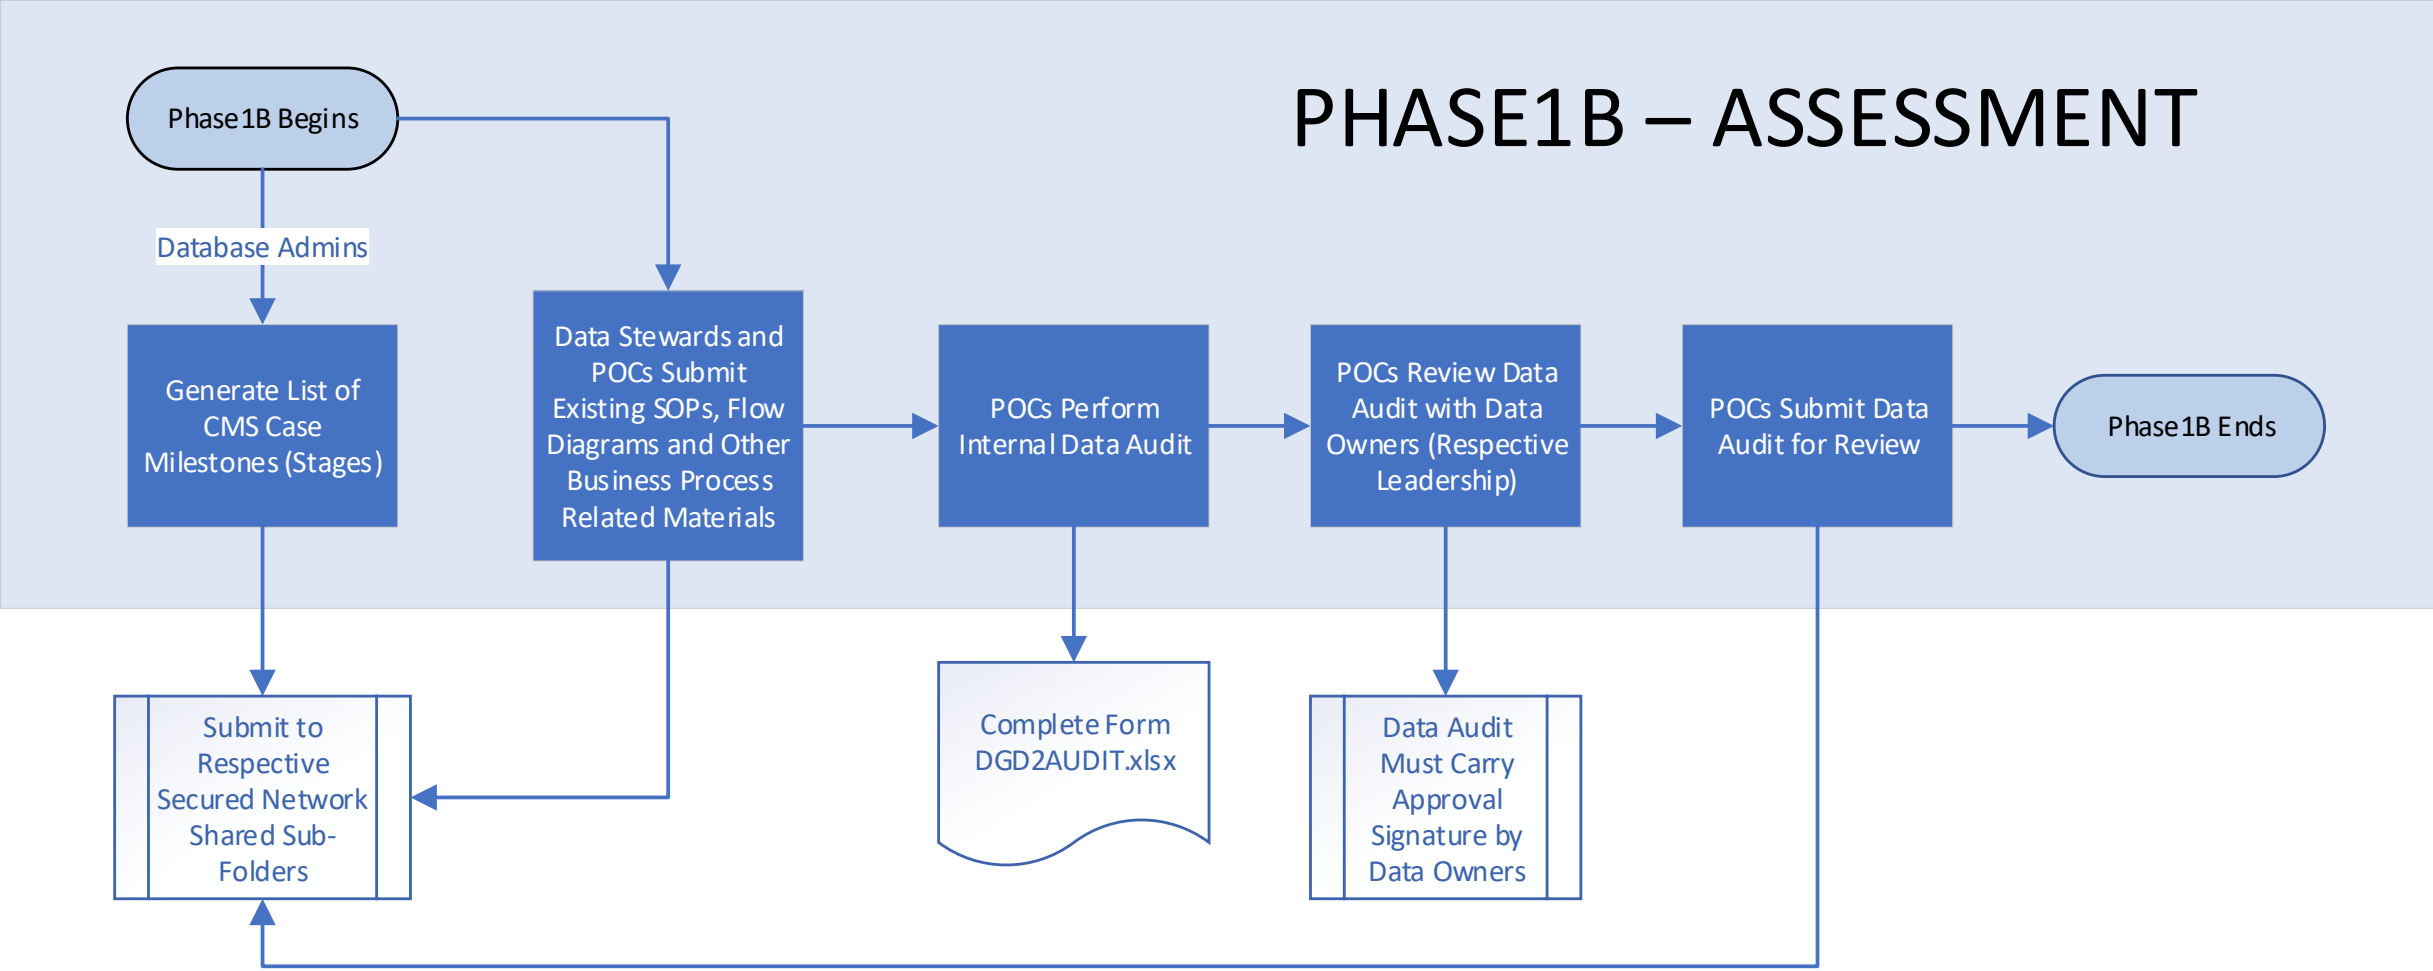 Phase1B Begins
PHASE1B – ASSESSMENT
Database Admins
Generate List of
CMS Case
Milestones (Stages)
Data Stewards and
POCs Submit
Existing SOPs, Flow
Diagrams and Other
Business Process
Related Materials
POCs Perform
Internal Data Audit
POCs Review Data
Audit with Data
Owners (Respective
Leadership)
POCs Submit Data
Audit for Review
Phase1B Ends
Submit to
Respective
Secured Network
Shared Sub-
Folders
Complete Form
DGD2AUDIT.xlsx
Data Audit
Must Carry
Approval
Signature by
Data Owners